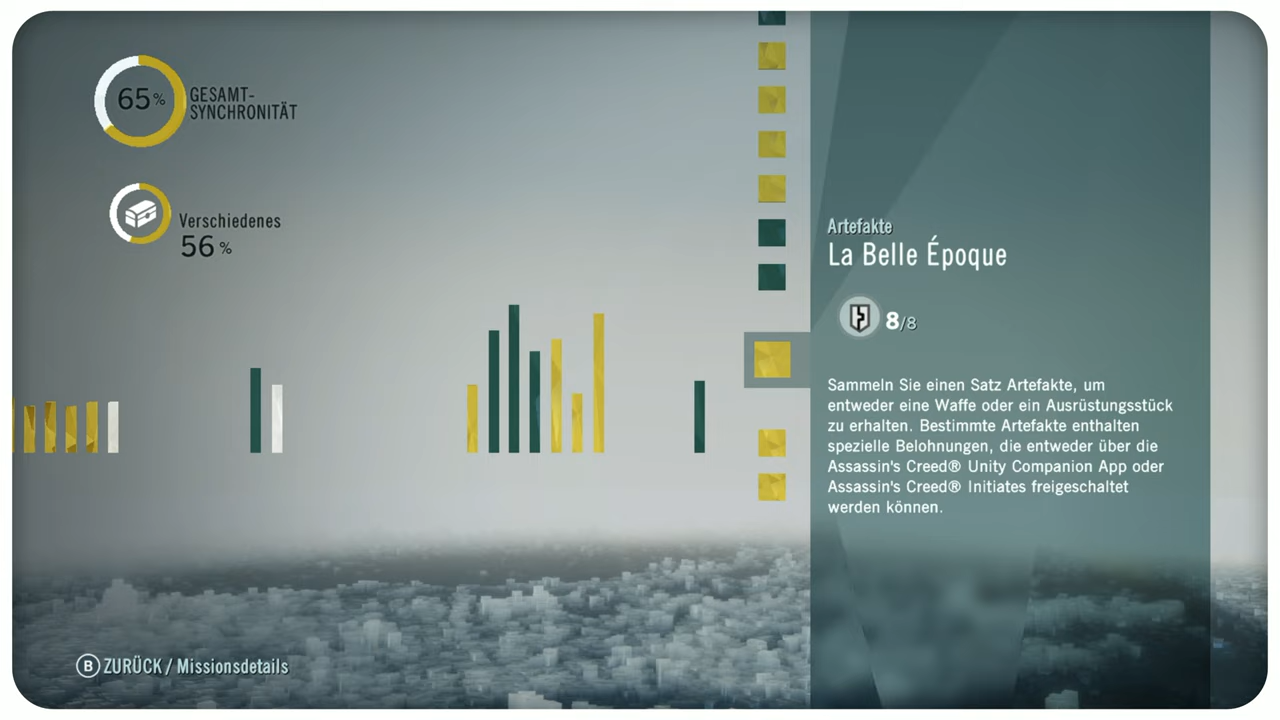 65%
GESAMT-
SYNCHRONITÄT
Verschiedenes
56 %
Artefakte
La Belle Époque
8/8
Sammeln Sie einen Satz Artefakte, um
entweder eine Waffe oder ein Ausrüstungsstück
zu erhalten. Bestimmte Artefakte enthalten
spezielle Belohnungen, die entweder über die
Assassin's Creed® Unity Companion App oder
Assassin's Creed® Initiates freigeschaltet
werden können.
B ZURÜCK / Missionsdetails